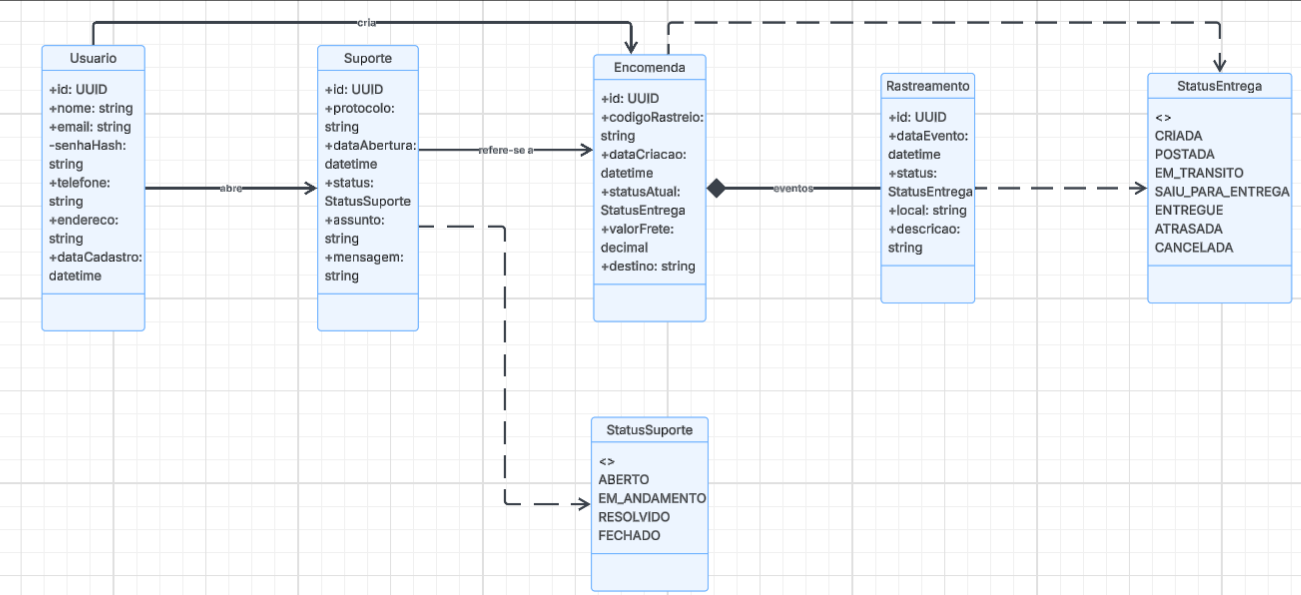 cria
Usuario
+id: UUID
+nome: string
+email: string
-senhaHash:
string
+telefone:
string
+endereco:
string
+dataCadastro:
datetime
abre
Suporte
+id: UUID
+protocolo:
string
+dataAbertura:
datetime
+status:
StatusSuporte
+assunto:
string
+mensagem:
string
refere-se a
Encomenda
+id: UUID
+codigoRastreio:
string
+dataCriacao:
datetime
+statusAtual:
StatusEntrega
+valorFrete:
decimal
+destino: string
eventos
Rastreamento
+id: UUID
+dataEvento:
datetime
+status:
StatusEntrega
+local: string
+descricao:
string
StatusEntrega
<>
CRIADA
POSTADA
EM_TRANSITO
SAIU_PARA_ENTREGA
ENTREGUE
ATRASADA
CANCELADA
StatusSuporte
<>
ABERTO
EM_ANDAMENTO
RESOLVIDO
FECHADO